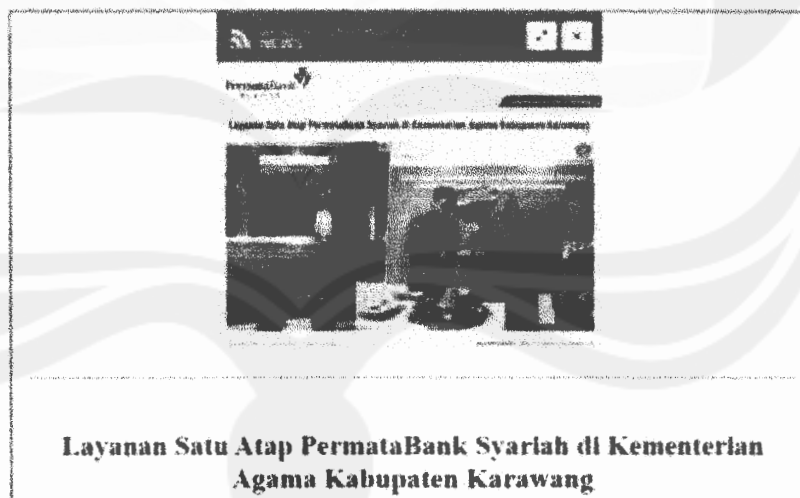 NEWS
PermataBank
Layanan Satu Atap PermataBank Syariah di Kementerian Agama Kabupaten Karawang
Layanan Satu Atap PermataBank Syariah di Kementerian
Agama Kabupaten Karawang